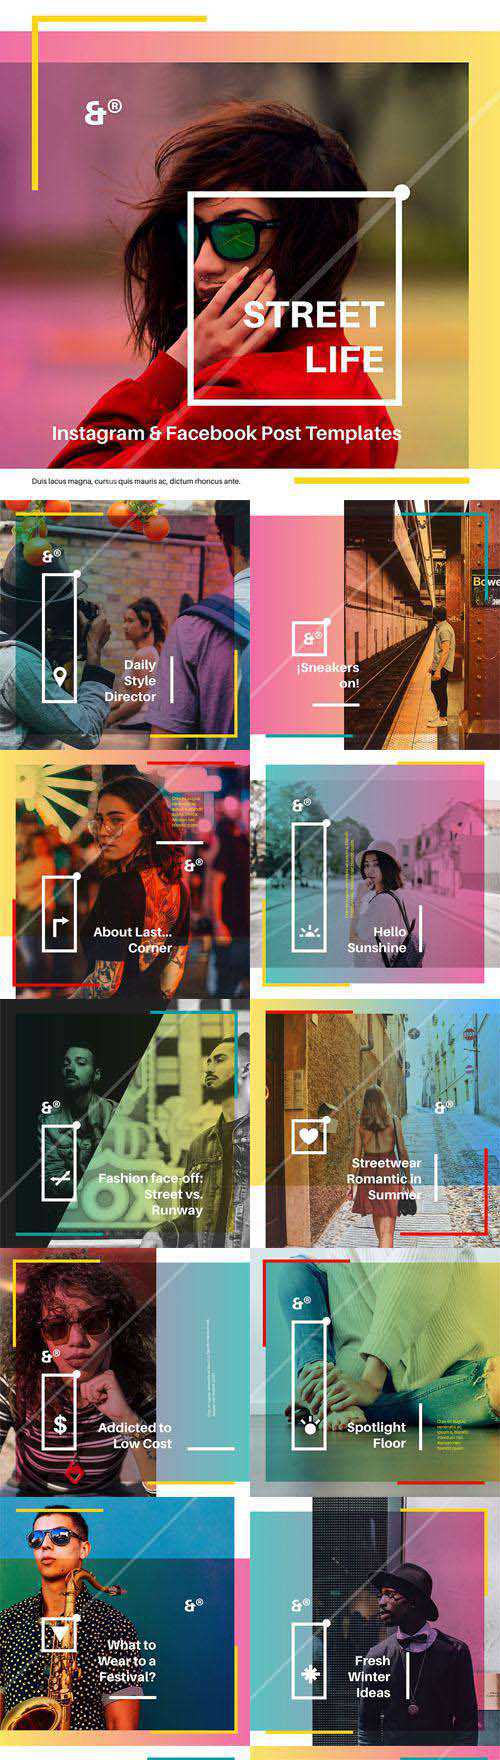 &®
STREET
LIFE
Instagram & Facebook Post Templates
Duis lacus magna, cursus quis mauris ac, dictum rhoncus ante.
&®
Daily
Style
Director
Bowe
&®
¡Sneakers
on!
&®
About Last...
Corner
&®
Hello
Sunshine
&®
Fashion face-off:
Street vs.
Runway
&®
Streetwear
Romantic in
Summer
&®
$
Addicted to
Low Cost
&®
Spotlight
Floor
&®
What to
Wear to a
Festival?
&®
Fresh
Winter
Ideas